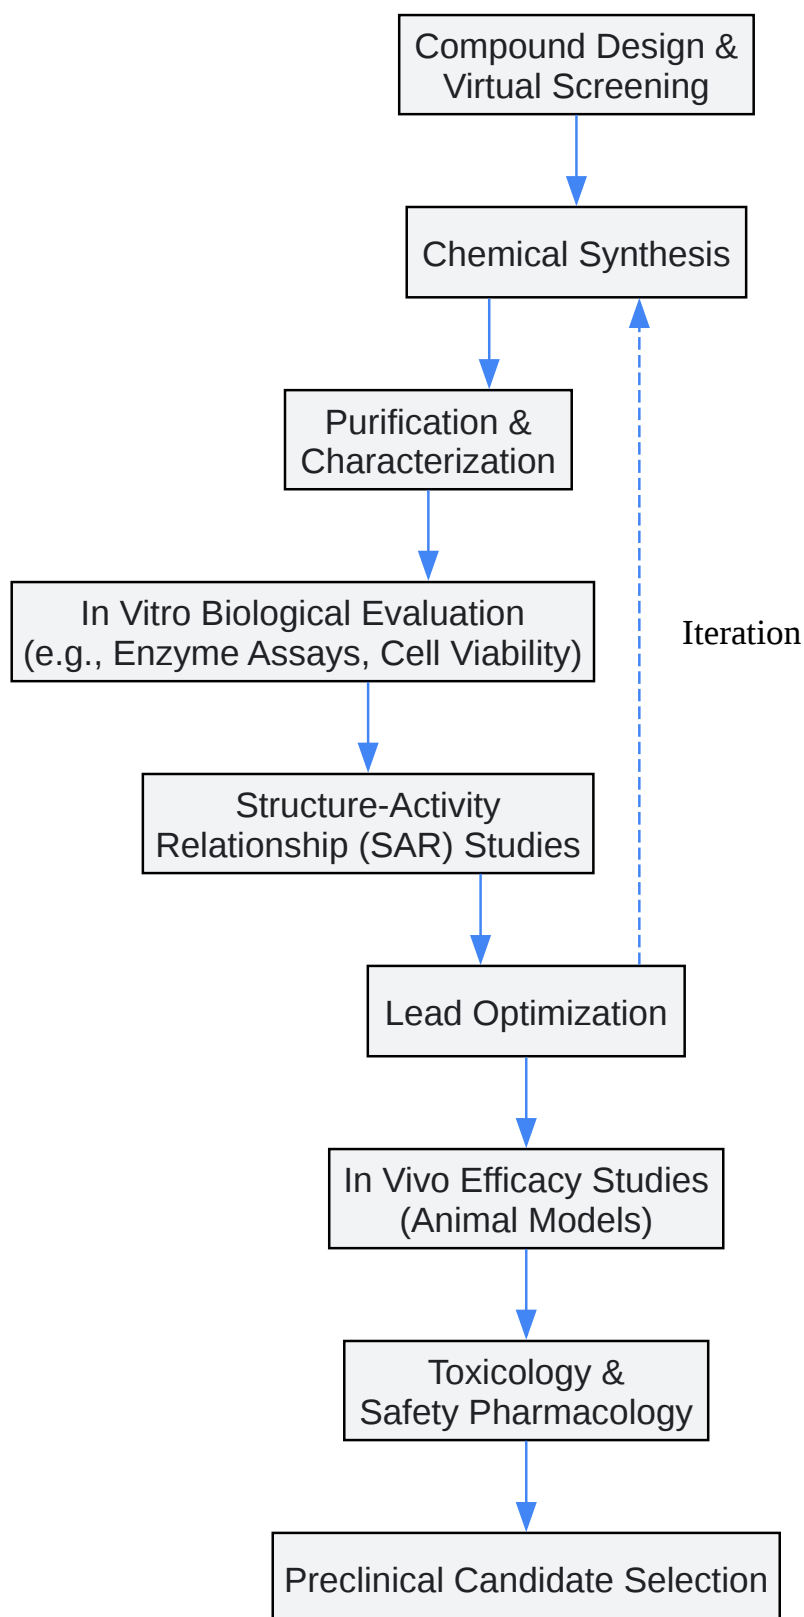 Compound Design &
Virtual Screening
Chemical Synthesis
Purification &
Characterization
In Vitro Biological Evaluation
(e.g., Enzyme Assays, Cell Viability)
Iteration
Structure-Activity
Relationship (SAR) Studies
Lead Optimization
In Vivo Efficacy Studies
(Animal Models)
Toxicology &
Safety Pharmacology
Preclinical Candidate Selection